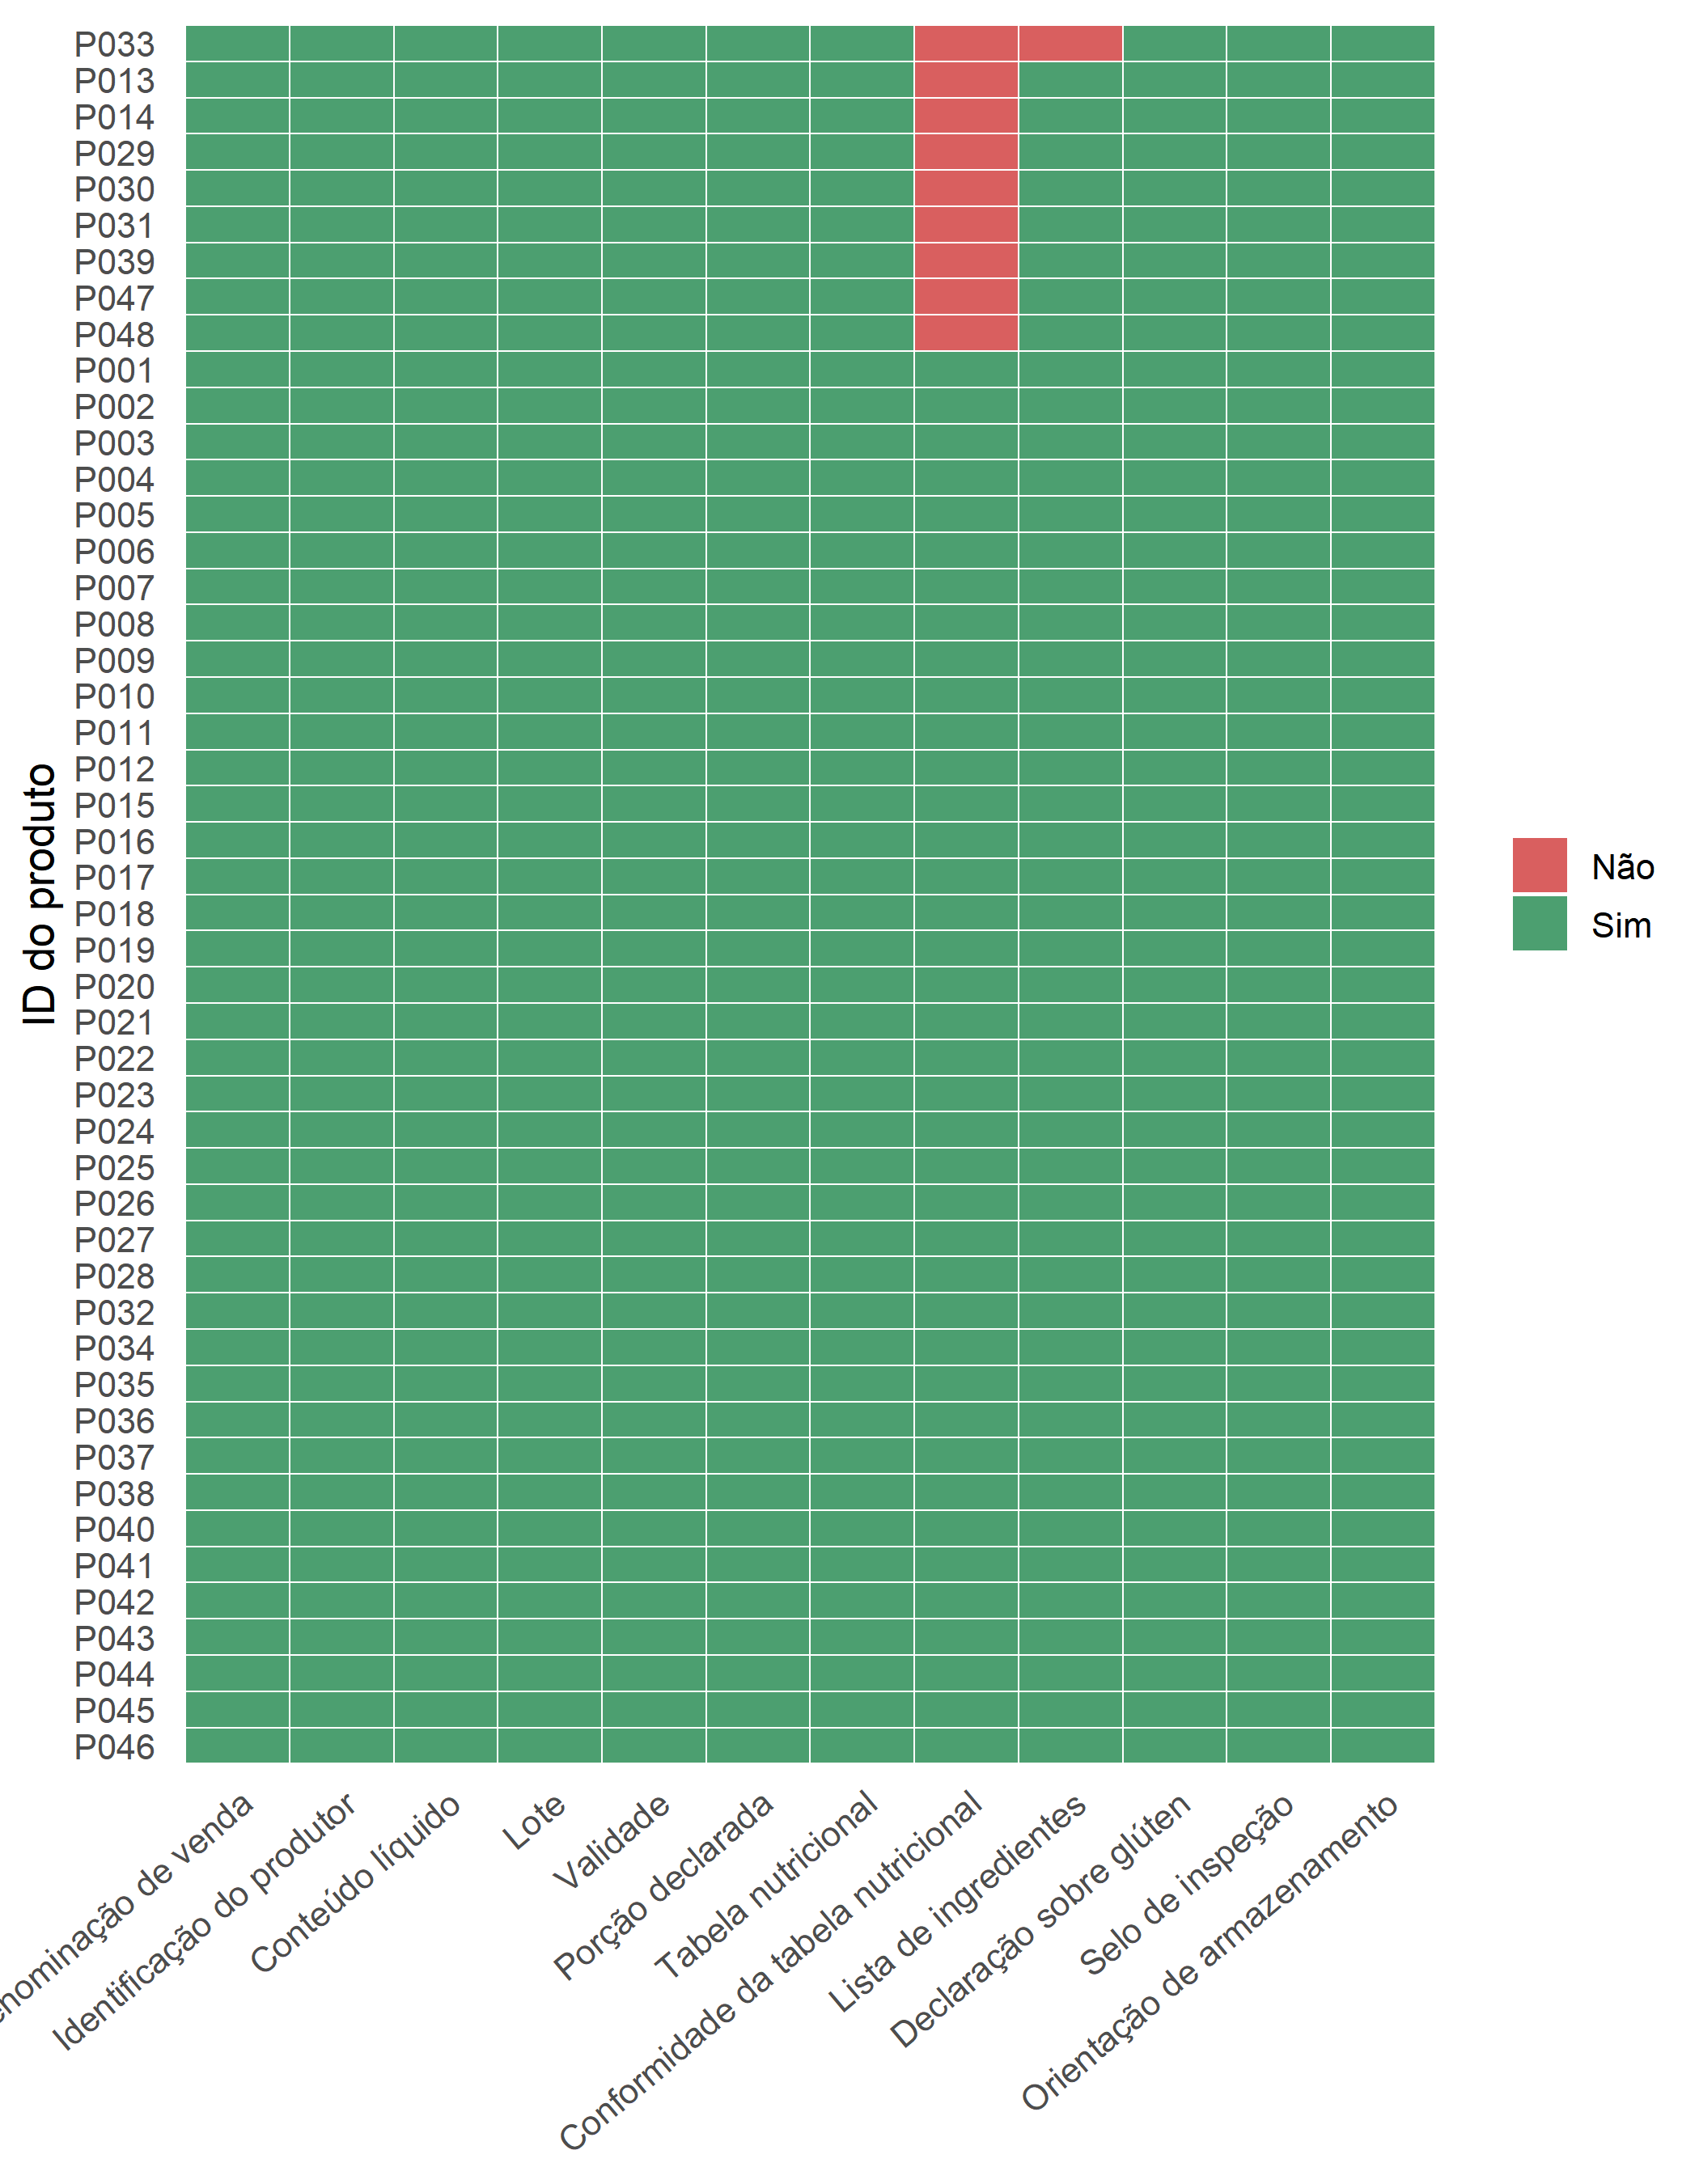 P033
P013
P014
P029
P030
P031
P039
P047
P048
P001
P002
P003
P004
P005
P006
P007
P008
P009
P010
P011
P012
P015
P016
P017
P018
P019
P020
P021
P022
P023
P024
P025
P026
P027
P028
P032
P034
P035
P036
P037
P038
P040
P041
P042
P043
P044
P045
P046
ID do produto
enominação de venda
Identificação do produtor
Conteúdo líquido
Lote
Validade
Porção declarada
Tabela nutricional
Conformidade da tabela nutricional
Lista de ingredientes
Declaração sobre glúten
Selo de inspeção
Orientação de armazenamento
Não
Sim